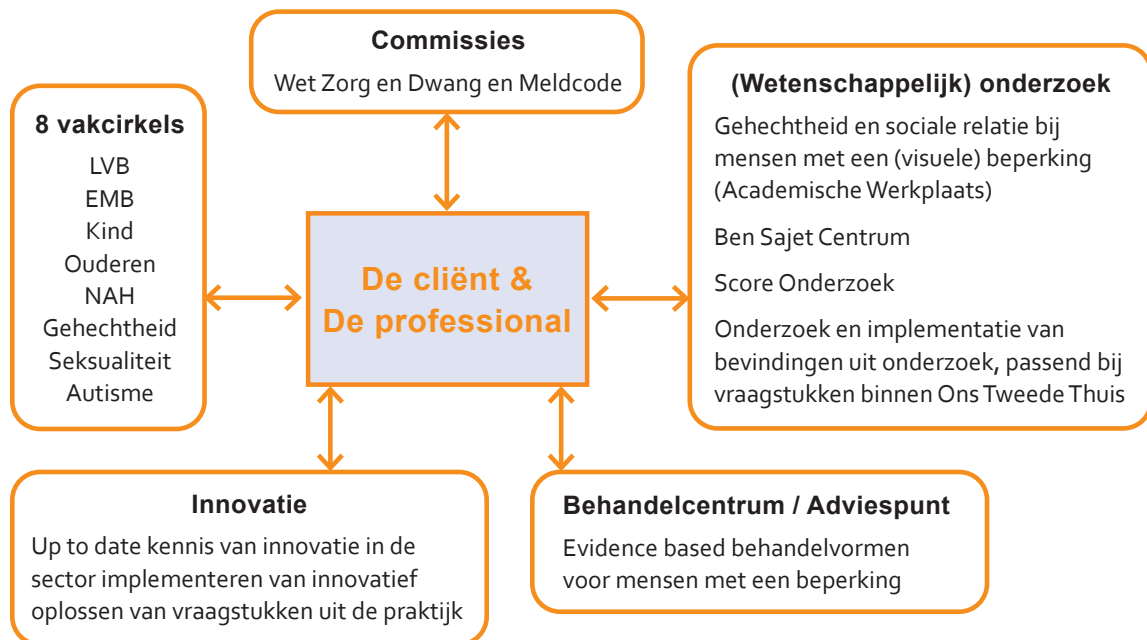 Commissies
Wet Zorg en Dwang en Meldcode
8 vakcirkels
LVB
EMB
Kind
Ouderen
NAH
Gehechtheid
Seksualiteit
Autisme
De cliënt &
De professional
(Wetenschappelijk) onderzoek
Gehechtheid en sociale relatie bij
mensen met een (visuele) beperking
(Academische Werkplaats)
Ben Sajet Centrum
Score Onderzoek
Onderzoek en implementatie van
bevindingen uit onderzoek, passend bij
vraagstukken binnen Ons Tweede Thuis
Innovatie
Up to date kennis van innovatie in de
sector implementeren van innovatief
oplossen van vraagstukken uit de praktijk
Behandelcentrum / Adviespunt
Evidence based behandelvormen
voor mensen met een beperking